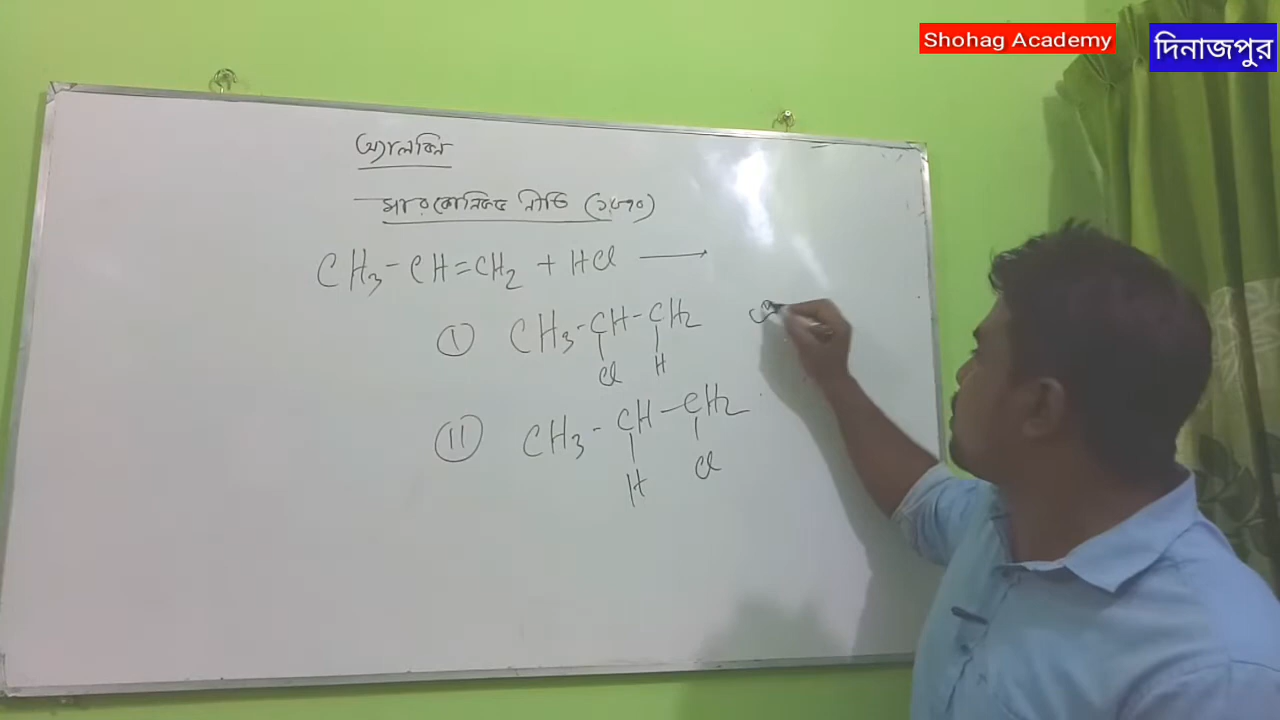 Shohag Academy
দিনাজপুর
অ্যালকিন
মারকোনিকভ নীতি (১৮৭০)
CH3-CH=CH2 + HCl ⟶
I CH3-CH-CH2
Cl H
II CH3-CH-CH2
H Cl